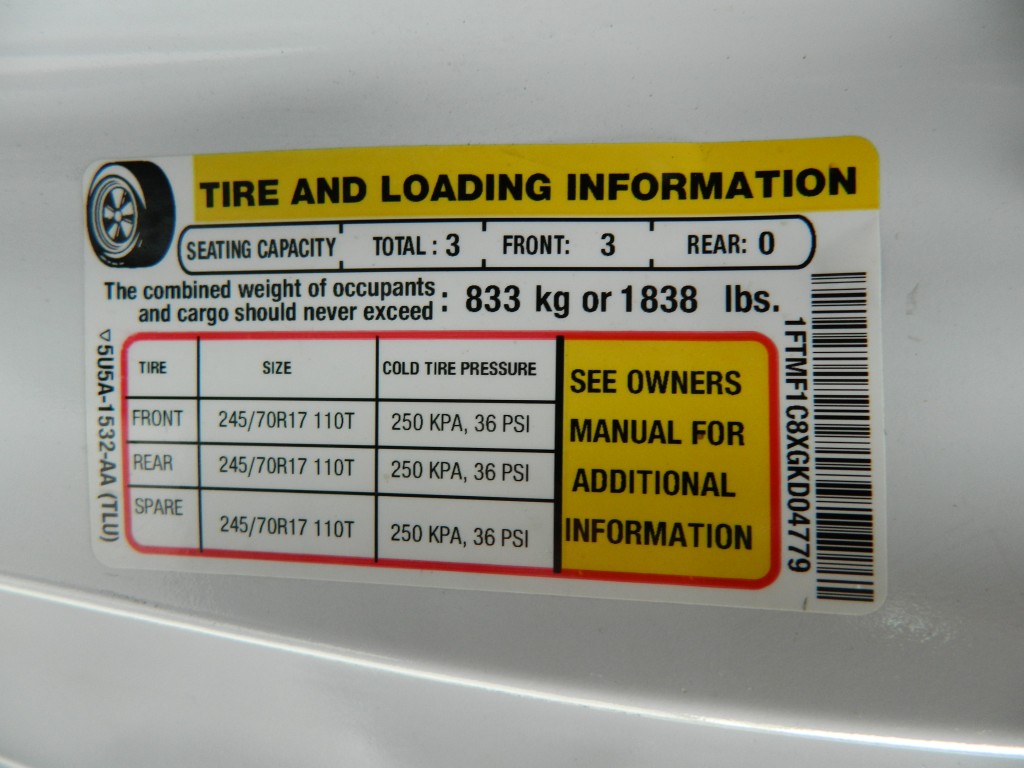 TIRE AND LOADING INFORMATION
SEATING CAPACITY TOTAL : 3 FRONT: 3 REAR: 0
The combined weight of occupants
and cargo should never exceed : 833 kg or 1838 lbs.
TIRE SIZE COLD TIRE PRESSURE
FRONT 245/70R17 110T 250 KPA, 36 PSI
REAR 245/70R17 110T 250 KPA, 36 PSI
SPARE 245/70R17 110T 250 KPA, 36 PSI
SEE OWNERS
MANUAL FOR
ADDITIONAL
INFORMATION
5U5A-1532-AA (TLU)
1FTMF1C8XGKD04779